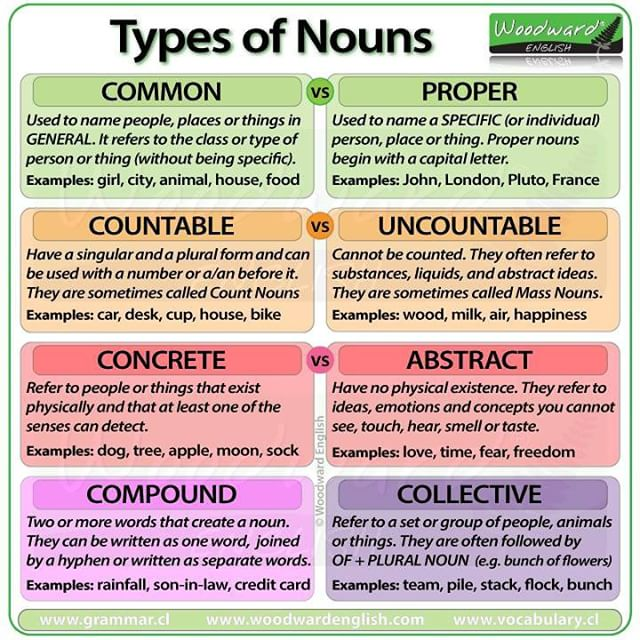 Types of Nouns
Woodward®
ENGLISH
COMMON
Used to name people, places or things in
GENERAL. It refers to the class or type of
person or thing (without being specific).
Examples: girl, city, animal, house, food
vs
PROPER
Used to name a SPECIFIC (or individual)
person, place or thing. Proper nouns
begin with a capital letter.
Examples: John, London, Pluto, France
COUNTABLE
Have a singular and a plural form and can
be used with a number or a/an before it.
They are sometimes called Count Nouns
Examples: car, desk, cup, house, bike
vs
UNCOUNTABLE
Cannot be counted. They often refer to
substances, liquids, and abstract ideas.
They are sometimes called Mass Nouns.
Examples: wood, milk, air, happiness
CONCRETE
Refer to people or things that exist
physically and that at least one of the
senses can detect.
Examples: dog, tree, apple, moon, sock
vs
ABSTRACT
Have no physical existence. They refer to
ideas, emotions and concepts you cannot
see, touch, hear, smell or taste.
Examples: love, time, fear, freedom
COMPOUND
Two or more words that create a noun.
They can be written as one word, joined
by a hyphen or written as separate words.
Examples: rainfall, son-in-law, credit card
© Woodward English
COLLECTIVE
Refer to a set or group of people, animals
or things. They are often followed by
OF + PLURAL NOUN (e.g. bunch of flowers)
Examples: team, pile, stack, flock, bunch
www.grammar.cl www.woodwardenglish.com www.vocabulary.cl